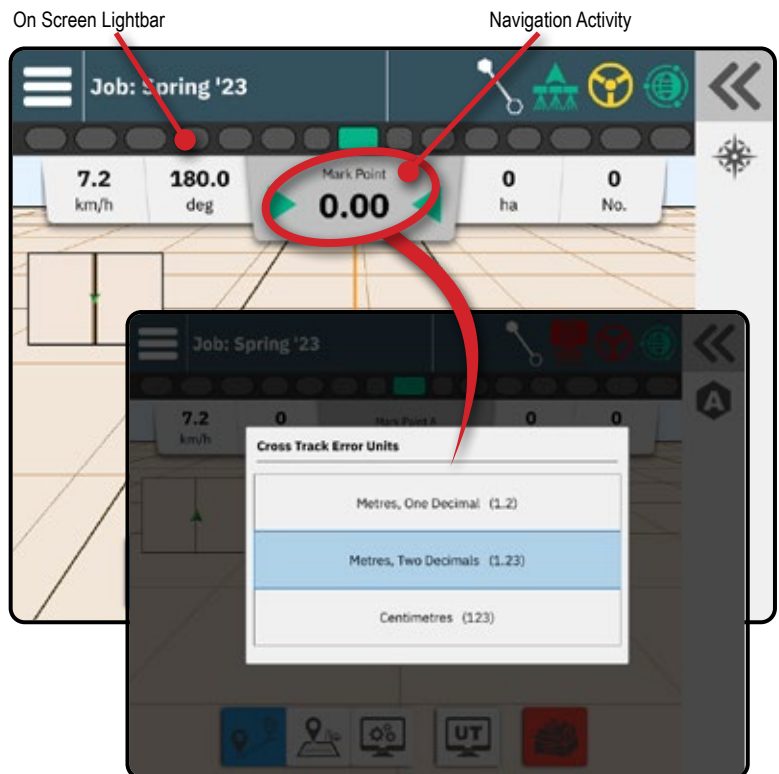 On Screen Lightbar
Navigation Activity
Job: Spring '23
Mark Point
7.2
180.0
0.00
0
0
km/h
deg
ha
No.
Job: Spring '23
7.2
0
Mark Point A
0
0
km/h
A
Cross Track Error Units
Metres, One Decimal (1.2)
Metres, Two Decimals (1.23)
Centimetres (123)
UT